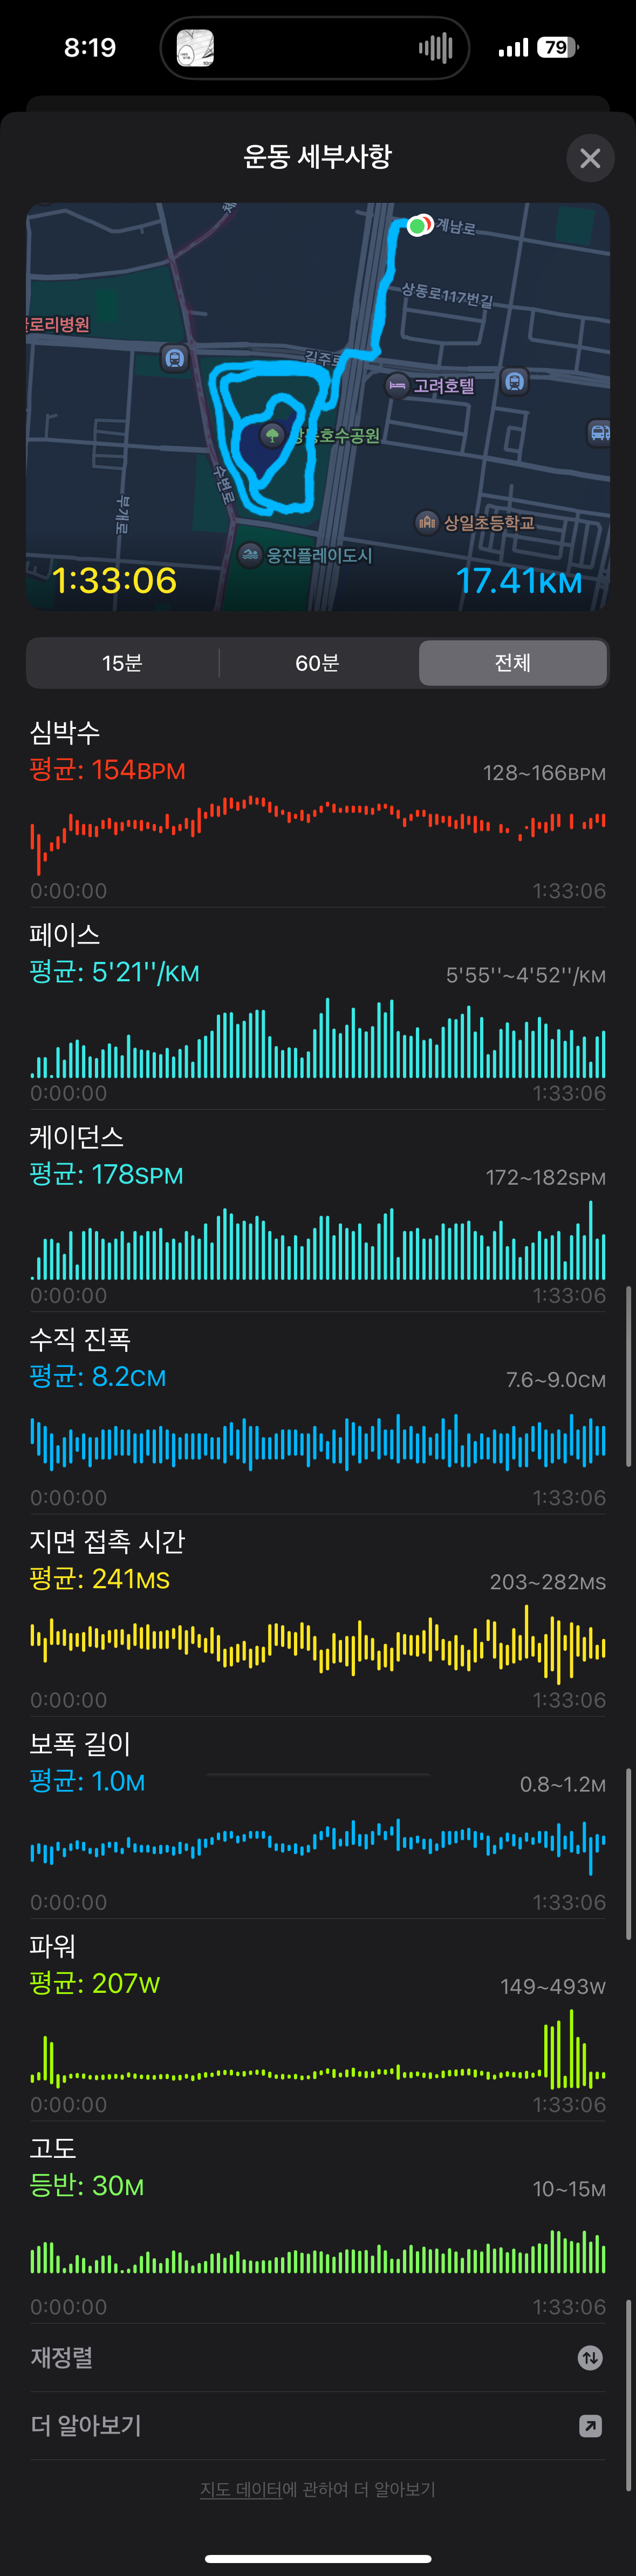 8:19
79
운동 세부사항
계남로
상동로117번길
길주로
고려호텔
상동호수공원
수변로
부개로
상일초등학교
웅진플레이도시
1:33:06
17.41KM
15분
60분
전체
심박수
평균: 154BPM
128~166BPM
0:00:00
1:33:06
페이스
평균: 5'21''/KM
5'55''~4'52''/KM
0:00:00
1:33:06
케이던스
평균: 178SPM
172~182SPM
0:00:00
1:33:06
수직 진폭
평균: 8.2CM
7.6~9.0CM
0:00:00
1:33:06
지면 접촉 시간
평균: 241MS
203~282MS
0:00:00
1:33:06
보폭 길이
평균: 1.0M
0.8~1.2M
0:00:00
1:33:06
파워
평균: 207W
149~493W
0:00:00
1:33:06
고도
등반: 30M
10~15M
0:00:00
1:33:06
재정렬
더 알아보기
지도 데이터에 관하여 더 알아보기